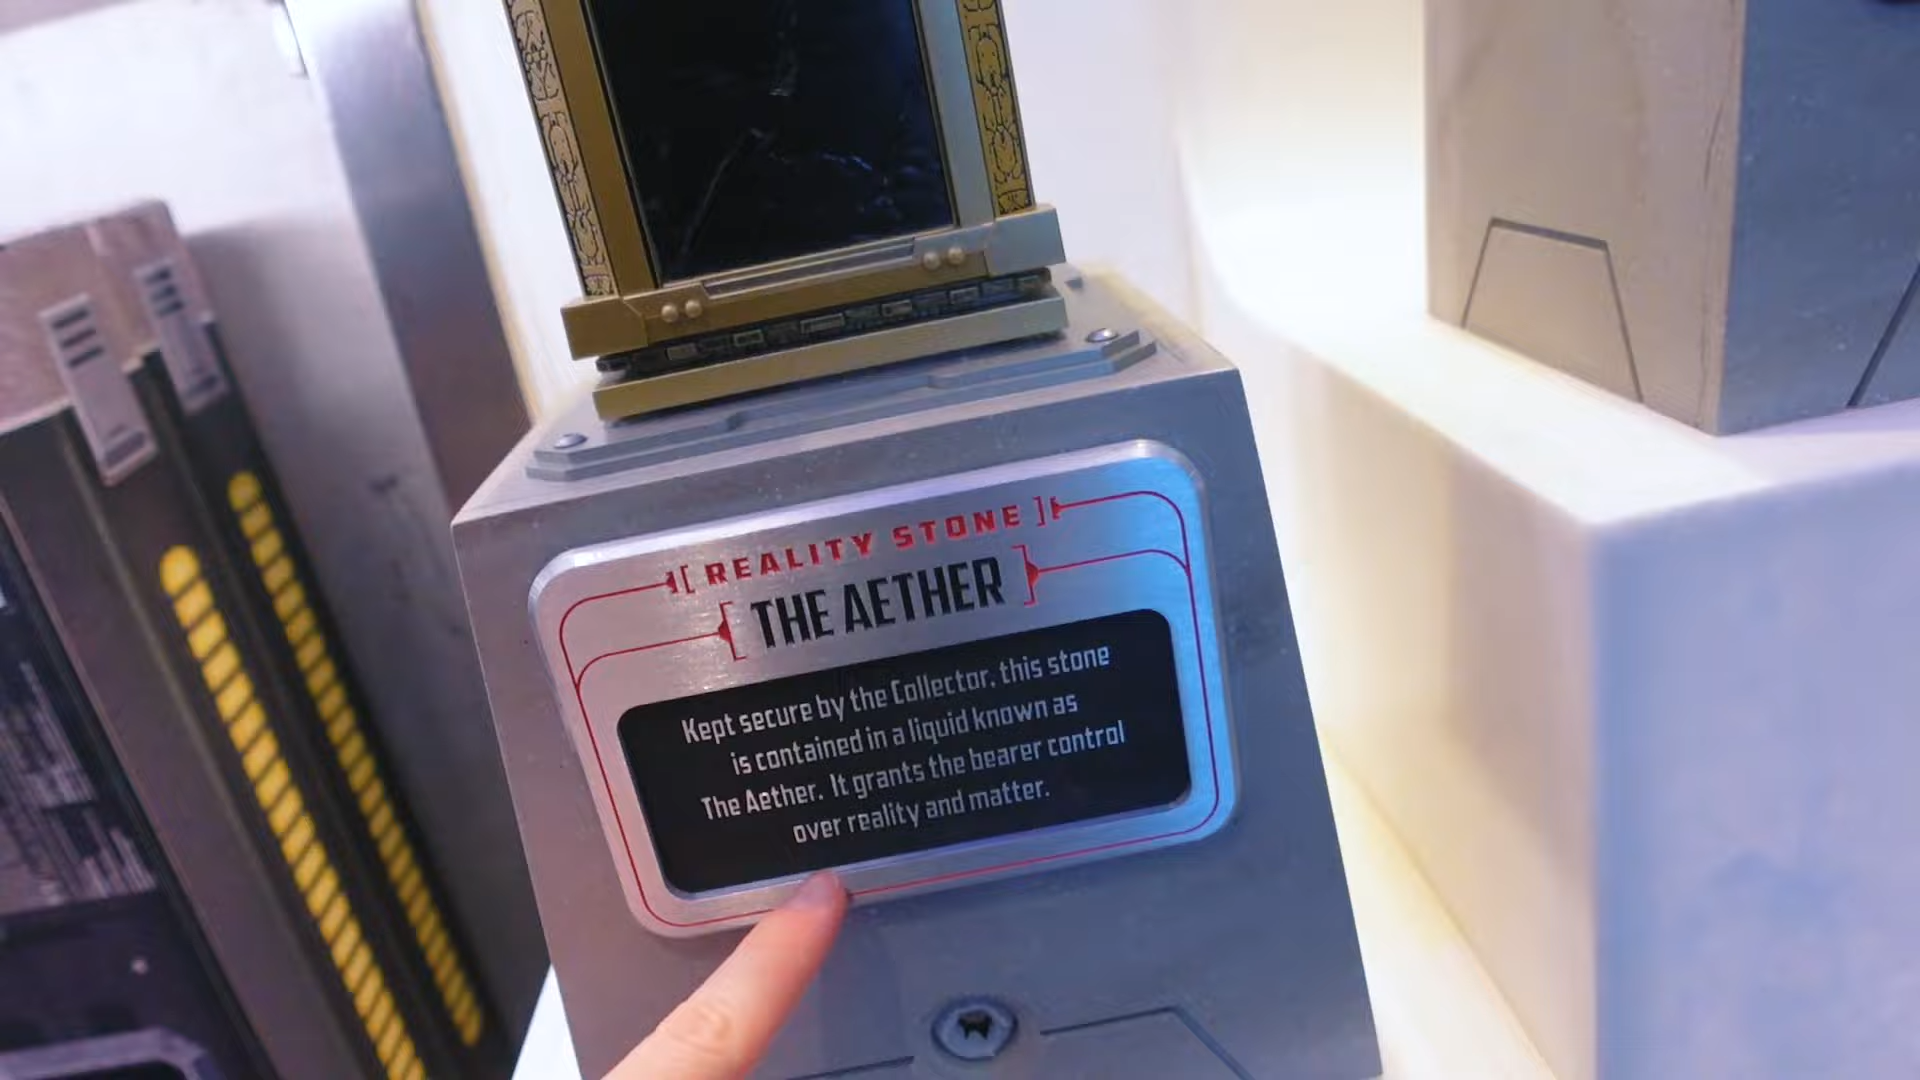 REALITY STONE
THE AETHER
Kept secure by the Collector, this stone
is contained in a liquid known as
The Aether. It grants the bearer control
over reality and matter.